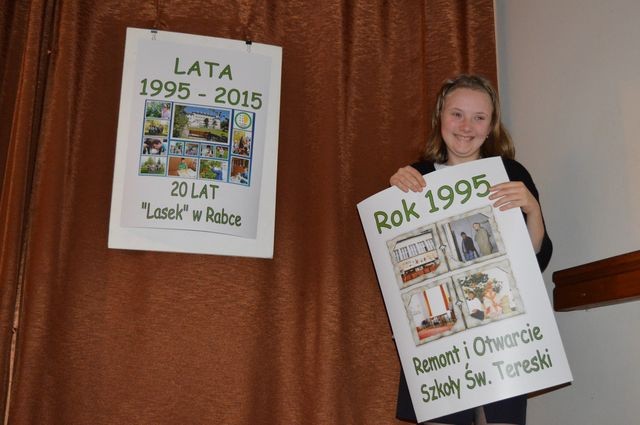 LATA
1995 - 2015
20 LAT
"Lasek" w Rabce
Rok 1995
Remont i Otwarcie
Szkoły Św. Tereski